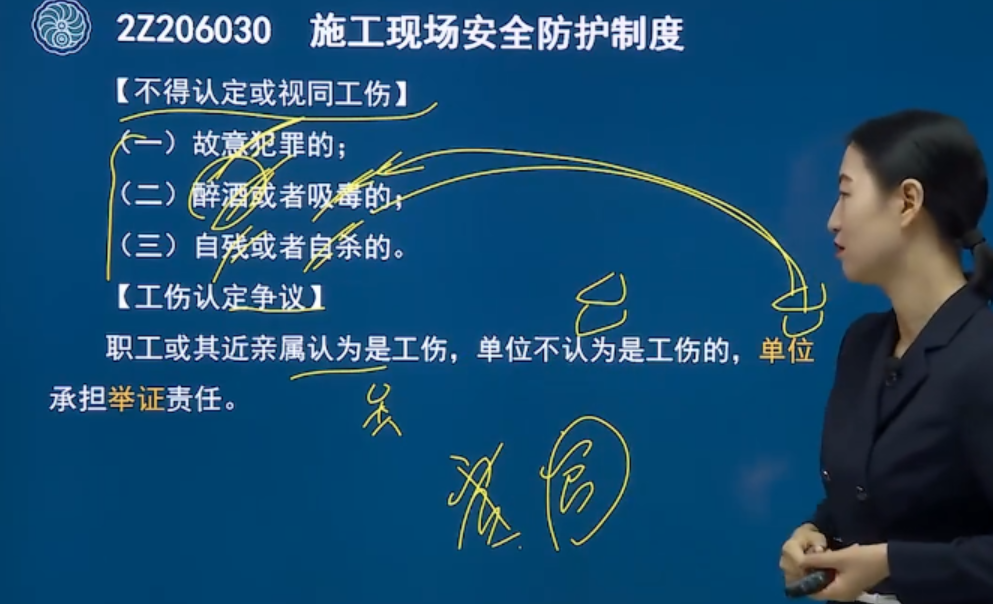 2Z206030 施工现场安全防护制度
【不得认定或视同工伤】
（一）故意犯罪的；
（二）醉酒或者吸毒的；
（三）自残或者自杀的。
【工伤认定争议】
职工或其近亲属认为是工伤，单位不认为是工伤的，单位
承担举证责任。